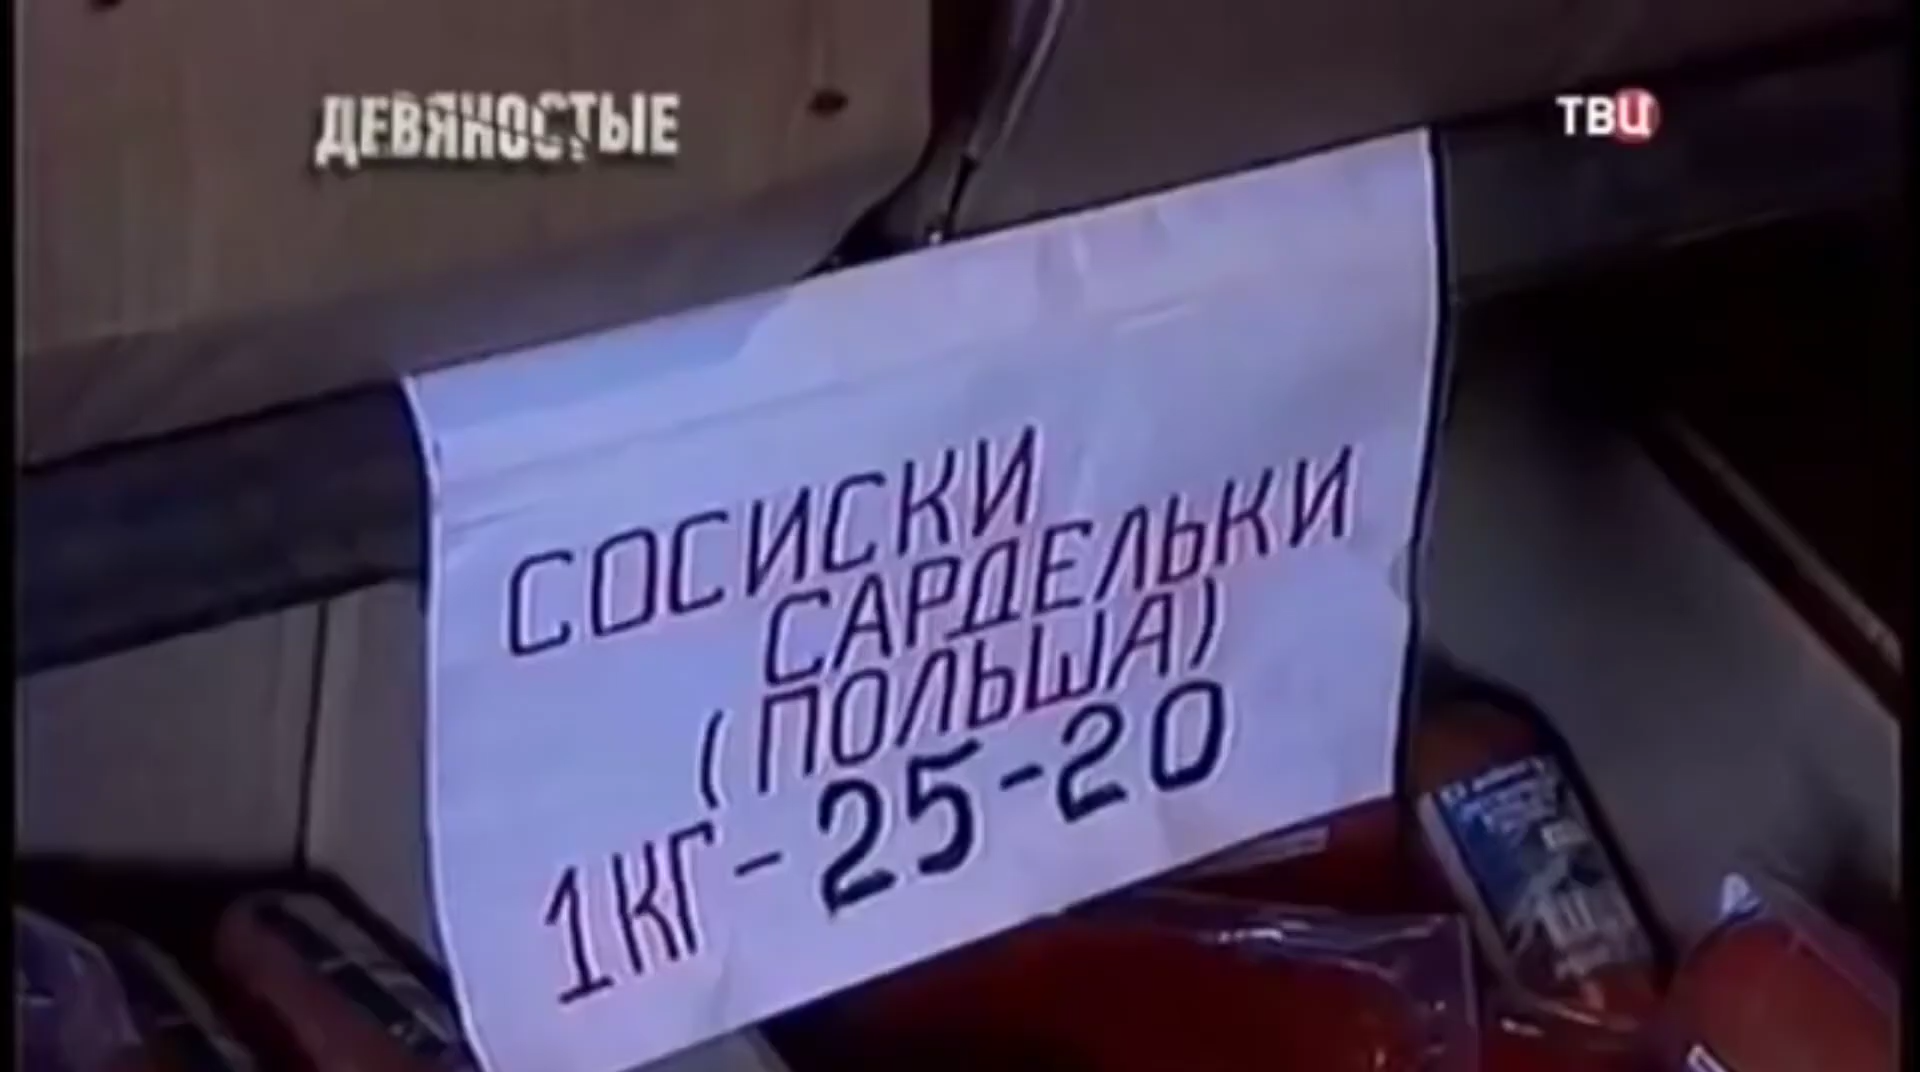 ДЕВЯНОСТЫЕ
ТВЦ
СОСИСКИ
САРДЕЛЬКИ
(ПОЛЬША)
1КГ-25-20